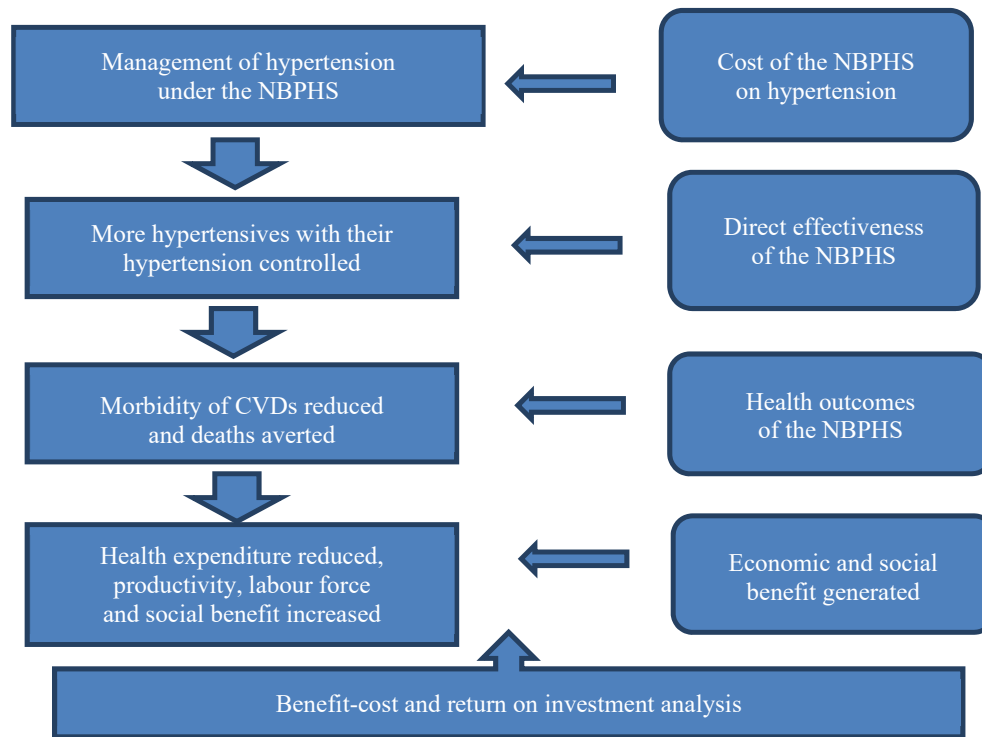 Management of hypertension
under the NBPHS
Cost of the NBPHS
on hypertension
More hypertensives with their
hypertension controlled
Direct effectiveness
of the NBPHS
Morbidity of CVDs reduced
and deaths averted
Health outcomes
of the NBPHS
Health expenditure reduced,
productivity, labour force
and social benefit increased
Economic and social
benefit generated
Benefit-cost and return on investment analysis